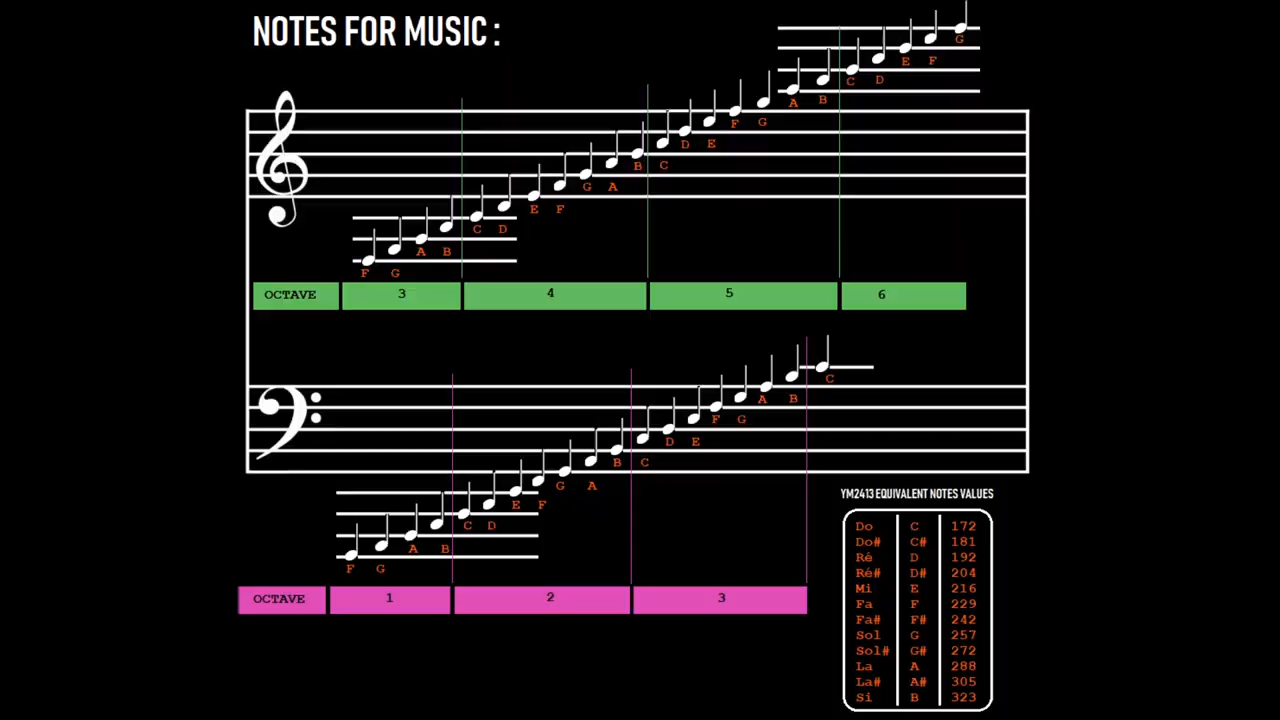 NOTES FOR MUSIC :
F G A B C D E F G A B C D E F G A B C D E F G
OCTAVE 3 4 5 6
F G A B C D E F G A B C D E F G A B C
OCTAVE 1 2 3
YM2413 EQUIVALENT NOTES VALUES
Do C 172
Do# C# 181
Ré D 192
Ré# D# 204
Mi E 216
Fa F 229
Fa# F# 242
Sol G 257
Sol# G# 272
La A 288
La# A# 305
Si B 323